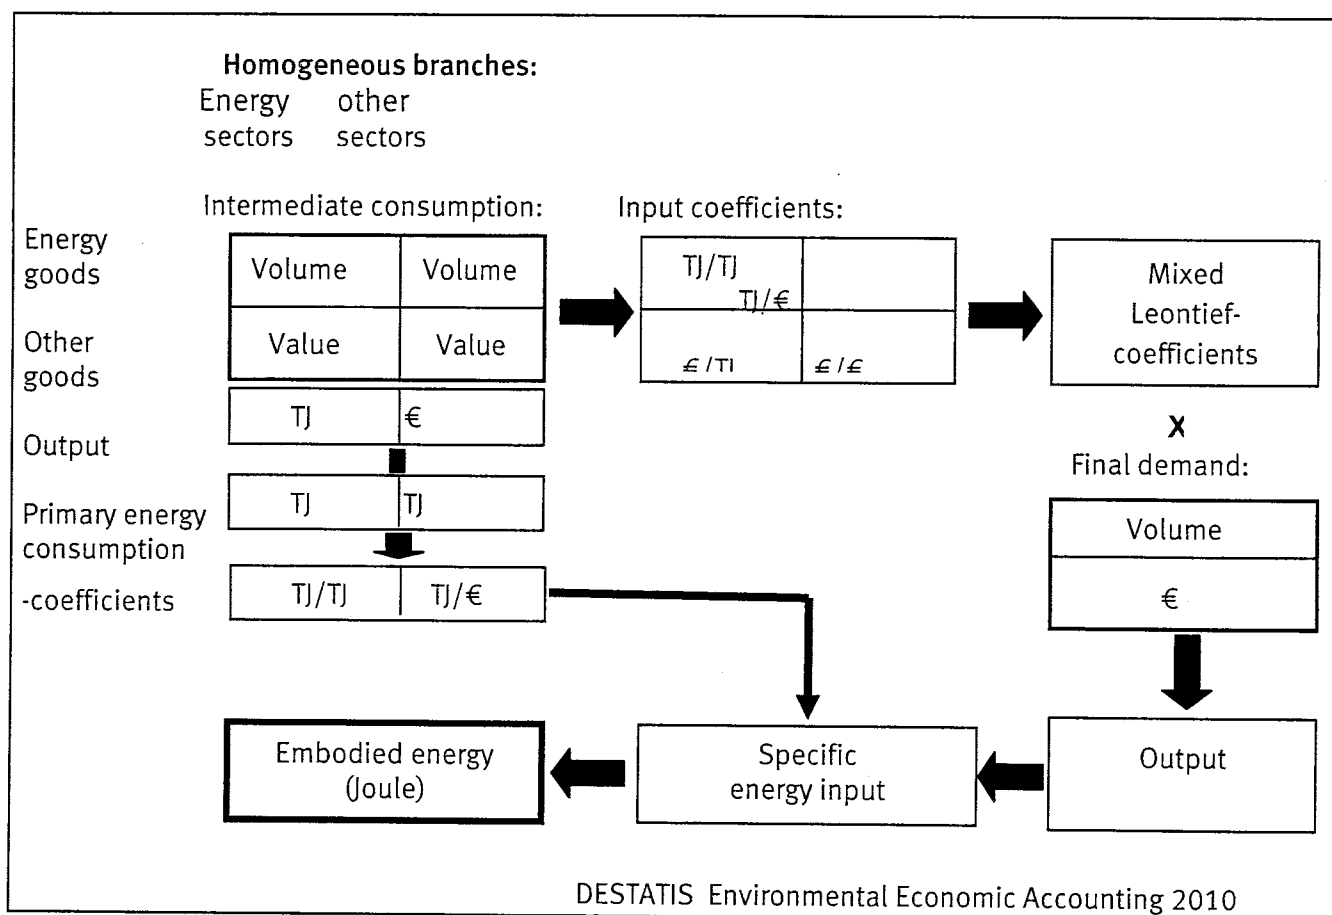 Homogeneous branches:
Energy other
sectors sectors
Intermediate consumption:
Input coefficients:
Energy
goods
Volume
Volume
TJ/TJ
TJ/€
Mixed
Leontief-
coefficients
Other
goods
Value
Value
€/TJ
€/€
TJ
€
Output
X
Final demand:
TJ
TJ
Primary energy
consumption
Volume
-coefficients
TJ/TJ
TJ/€
€
Embodied energy
(Joule)
Specific
energy input
Output
DESTATIS Environmental Economic Accounting 2010